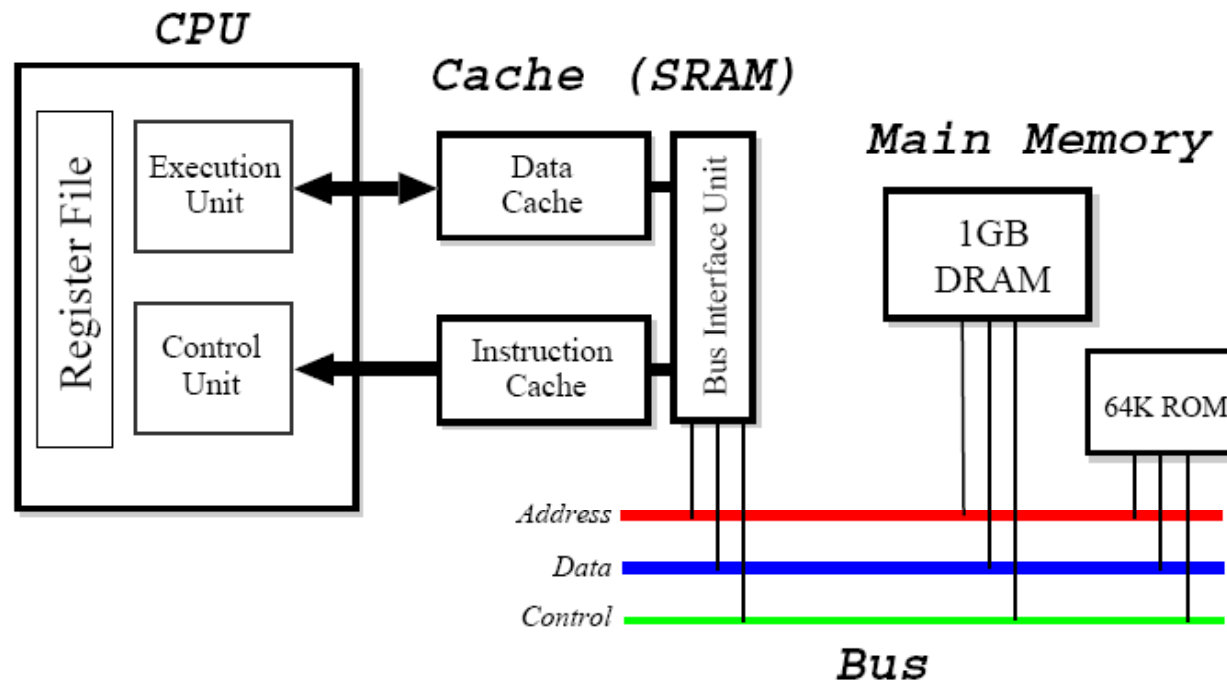 CPU
Cache (SRAM)
Main Memory
Register File
Execution
Unit
Control
Unit
Data
Cache
Instruction
Cache
Bus Interface Unit
1GB
DRAM
64K ROM
Address
Data
Control
Bus